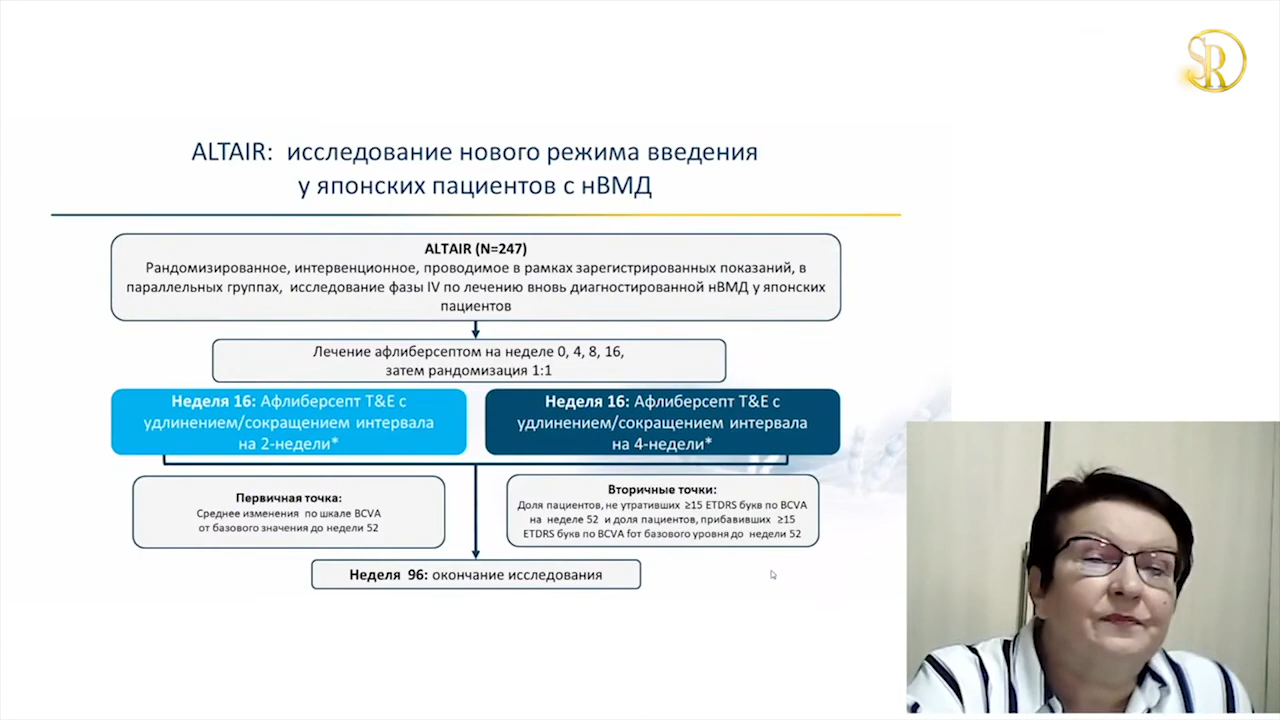 SR
ALTAIR: исследование нового режима введения
у японских пациентов с нВМД
ALTAIR (N=247)
Рандомизированное, интервенционное, проводимое в рамках зарегистрированных показаний, в
параллельных группах, исследование фазы IV по лечению вновь диагностированной нВМД у японских
пациентов
Лечение афлиберсептом на неделе 0, 4, 8, 16,
затем рандомизация 1:1
Неделя 16: Афлиберсепт T&E с
удлинением/сокращением интервала
на 2-недели*
Неделя 16: Афлиберсепт T&E с
удлинением/сокращением интервала
на 4-недели*
Первичная точка:
Среднее изменения по шкале BCVA
от базового значения до недели 52
Вторичные точки:
Доля пациентов, не утративших ≥15 ETDRS букв по BCVA
на неделе 52 и доля пациентов, прибавивших ≥15
ETDRS букв по BCVA fот базового уровня до недели 52
Неделя 96: окончание исследования